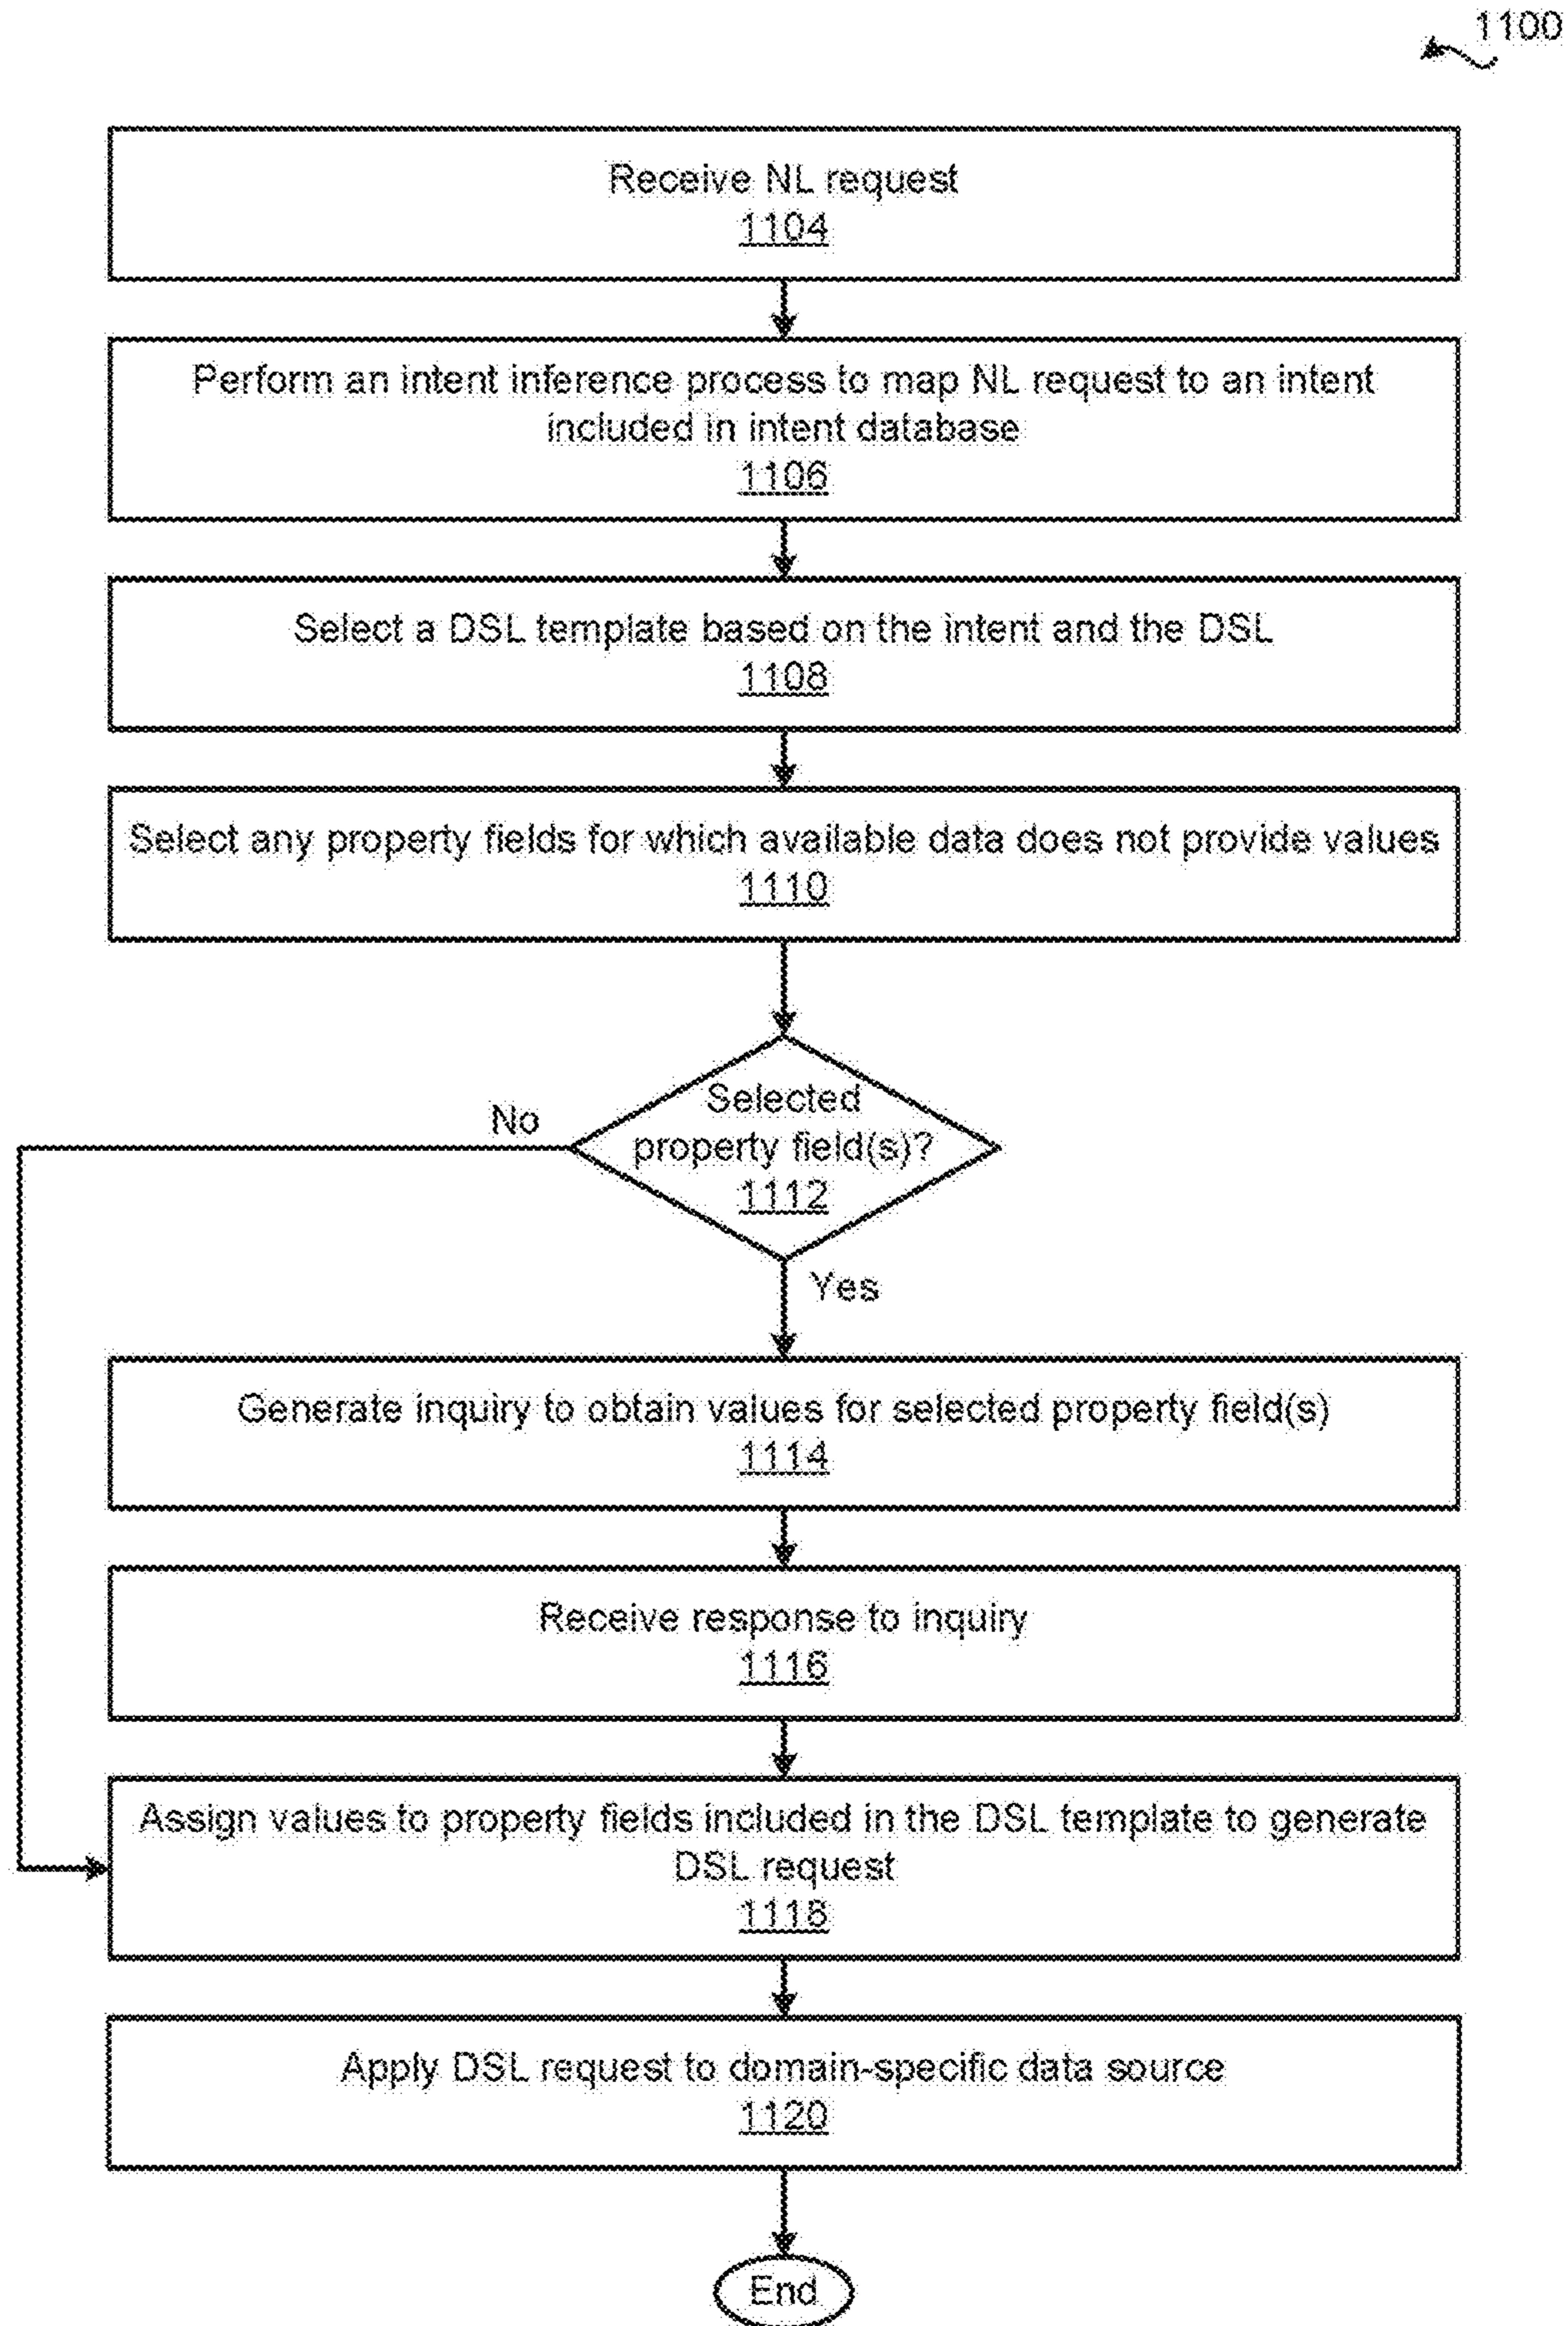 1100
Receive NL request
1104
Perform an intent inference process to map NL request to an intent
included in intent database
1106
Select a DSL template based on the intent and the DSL
1108
Select any property fields for which available data does not provide values
1110
Selected
property field(s)?
1112
No
Yes
Generate inquiry to obtain values for selected property field(s)
1114
Receive response to inquiry
1116
Assign values to property fields included in the DSL template to generate
DSL request
1118
Apply DSL request to domain-specific data source
1120
End